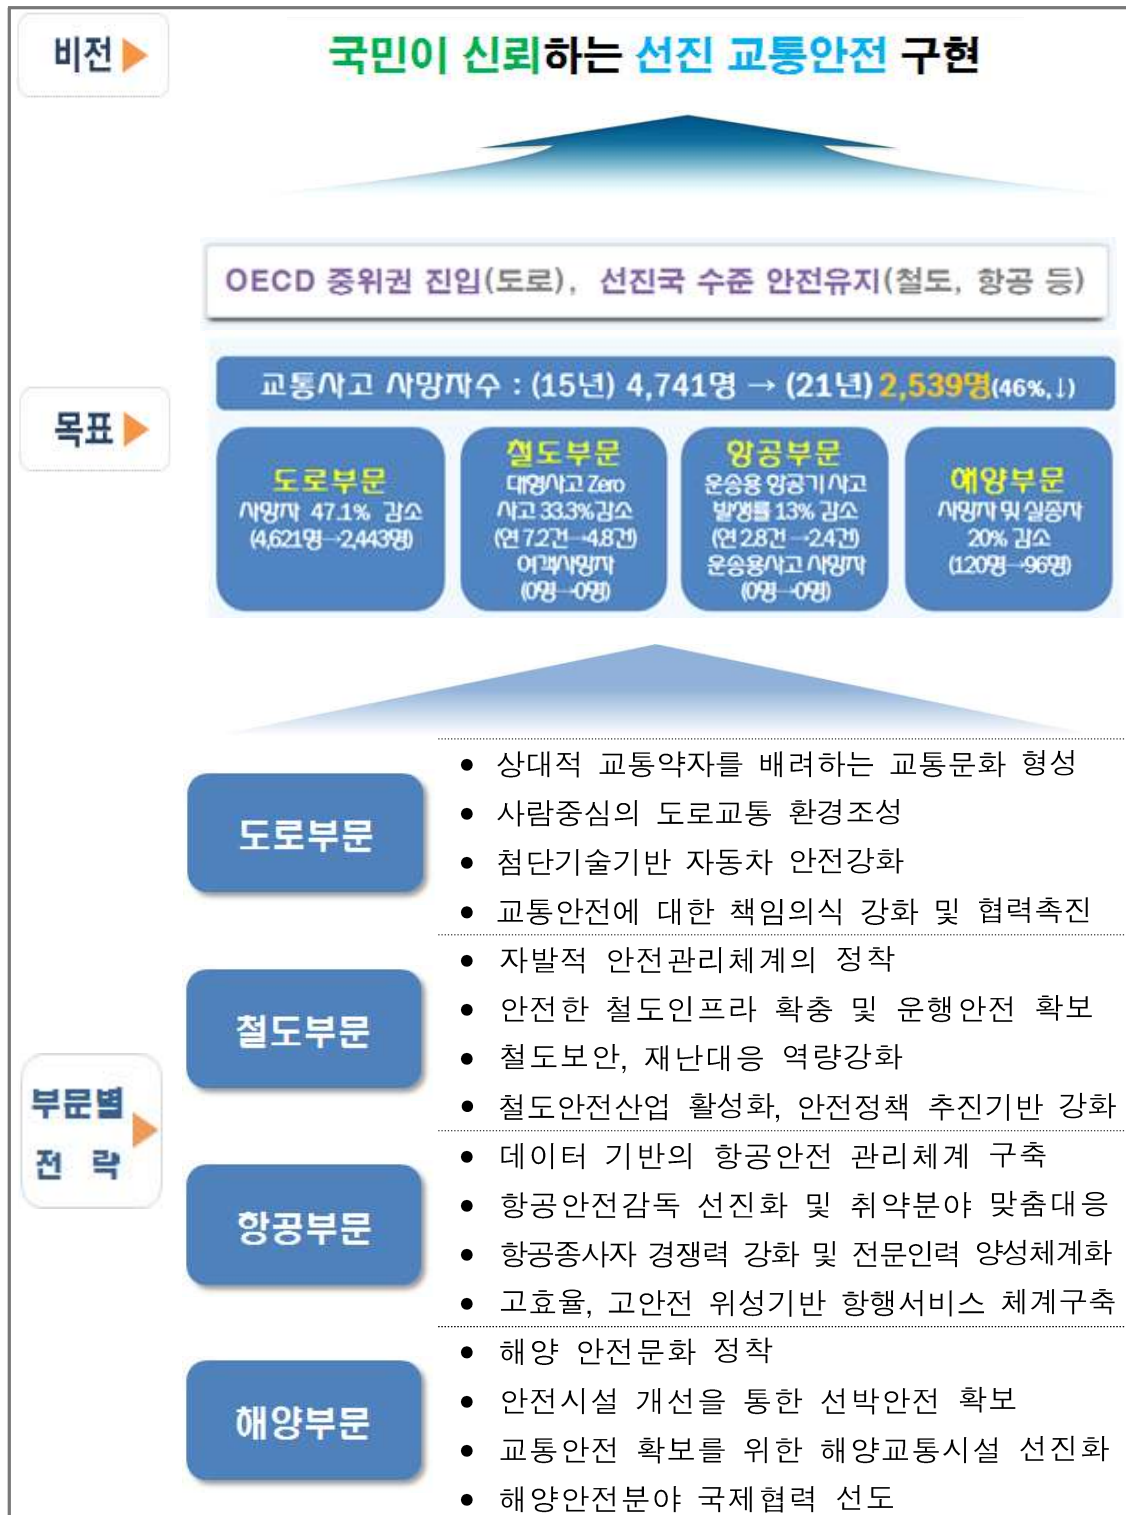 비전
국민이 신뢰하는 선진 교통안전 구현
OECD 중위권 진입(도로), 선진국 수준 안전유지(철도, 항공 등)
목표
교통사고 사망자수 : (15년) 4,741명 → (21년) 2,539명(46%,↓)
도로부문
사망자 47.1% 감소
(4,621명→2,443명)
철도부문
대형사고 Zero
사고 33.3%감소
(연 7.2건→4.8건)
여객사망자
(0명→0명)
항공부문
운송용 항공기 사고
발생률 13% 감소
(연 2.8건→2.4건)
운송용사고 사망자
(0명→0명)
해양부문
사망자 및 실종자
20% 감소
(120명→96명)
부문별
전 략
도로부문
• 상대적 교통약자를 배려하는 교통문화 형성
• 사람중심의 도로교통 환경조성
• 첨단기술기반 자동차 안전강화
• 교통안전에 대한 책임의식 강화 및 협력촉진
철도부문
• 자발적 안전관리체계의 정착
• 안전한 철도인프라 확충 및 운행안전 확보
• 철도보안, 재난대응 역량강화
• 철도안전산업 활성화, 안전정책 추진기반 강화
항공부문
• 데이터 기반의 항공안전 관리체계 구축
• 항공안전감독 선진화 및 취약분야 맞춤대응
• 항공종사자 경쟁력 강화 및 전문인력 양성체계화
• 고효율, 고안전 위성기반 항행서비스 체계구축
해양부문
• 해양 안전문화 정착
• 안전시설 개선을 통한 선박안전 확보
• 교통안전 확보를 위한 해양교통시설 선진화
• 해양안전분야 국제협력 선도